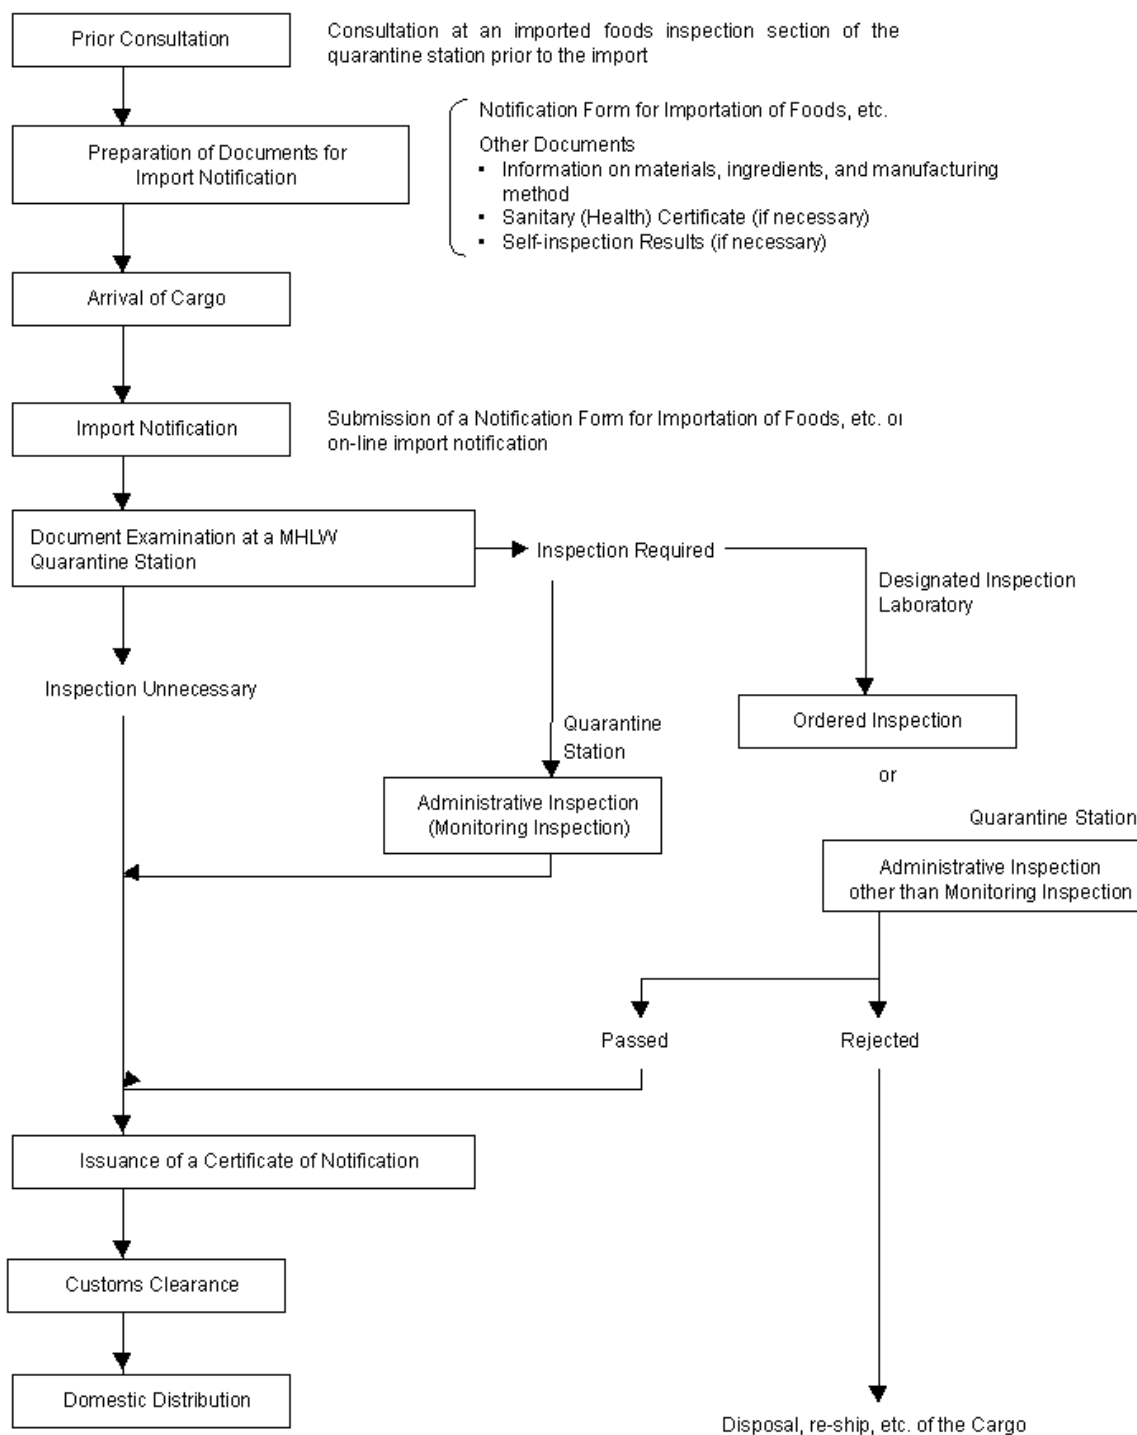 Prior Consultation
Consultation at an imported foods inspection section of the
quarantine station prior to the import
Notification Form for Importation of Foods, etc.
Other Documents
▪ Information on materials, ingredients, and manufacturing
method
▪ Sanitary (Health) Certificate (if necessary)
▪ Self-inspection Results (if necessary)
Preparation of Documents for
Import Notification
Arrival of Cargo
Import Notification
Submission of a Notification Form for Importation of Foods, etc. or
on-line import notification
Document Examination at a MHLW
Quarantine Station
Inspection Required
Designated Inspection
Laboratory
Inspection Unnecessary
Ordered Inspection
Quarantine
Station
or
Administrative Inspection
(Monitoring Inspection)
Quarantine Station
Administrative Inspection
other than Monitoring Inspection
Passed
Rejected
Issuance of a Certificate of Notification
Customs Clearance
Domestic Distribution
Disposal, re-ship, etc. of the Cargo